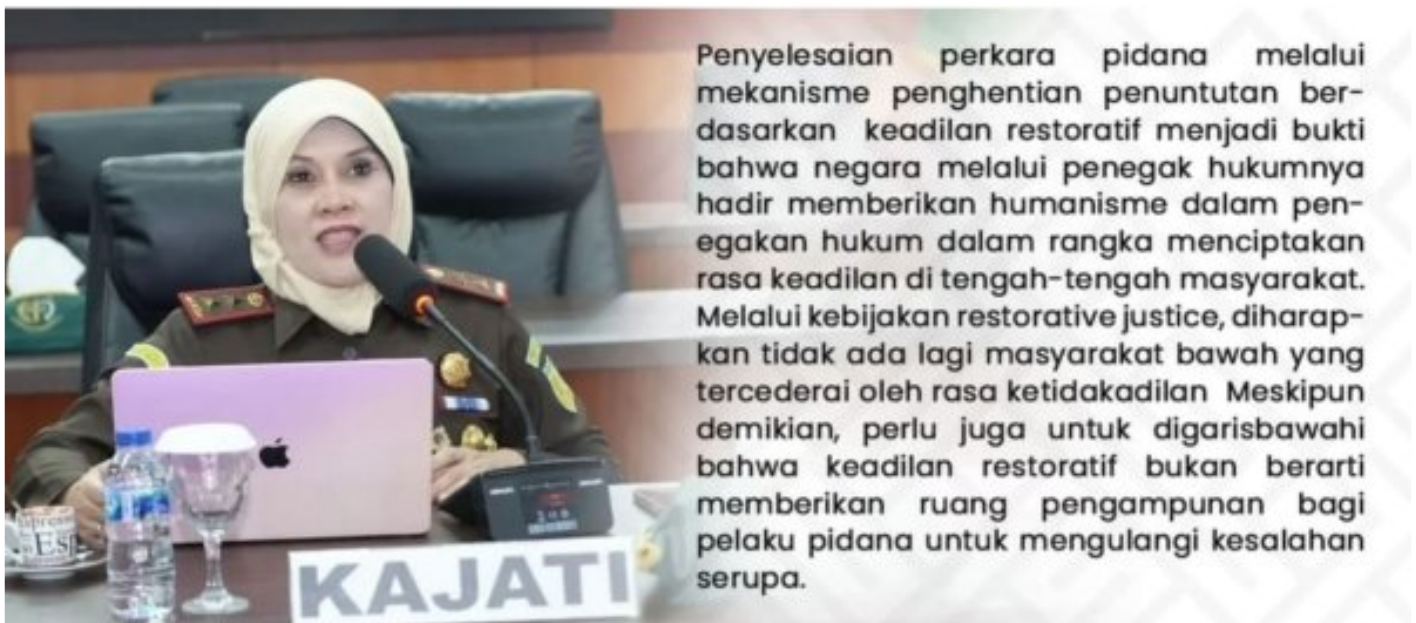 Penyelesaian perkara pidana melalui
mekanisme penghentian penuntutan ber-
dasarkan keadilan restoratif menjadi bukti
bahwa negara melalui penegak hukumnya
hadir memberikan humanisme dalam pen-
egakan hukum dalam rangka menciptakan
rasa keadilan di tengah-tengah masyarakat.
Melalui kebijakan restorative justice, diharap-
kan tidak ada lagi masyarakat bawah yang
tercederai oleh rasa ketidakadilan Meskipun
demikian, perlu juga untuk digarisbawahi
bahwa keadilan restoratif bukan berarti
memberikan ruang pengampunan bagi
pelaku pidana untuk mengulangi kesalahan
serupa.
KAJATI